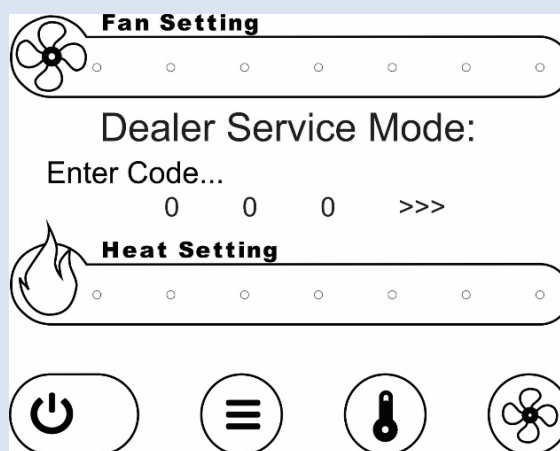 Fan Setting
Dealer Service Mode:
Enter Code...
0 0 0 >>>
Heat Setting